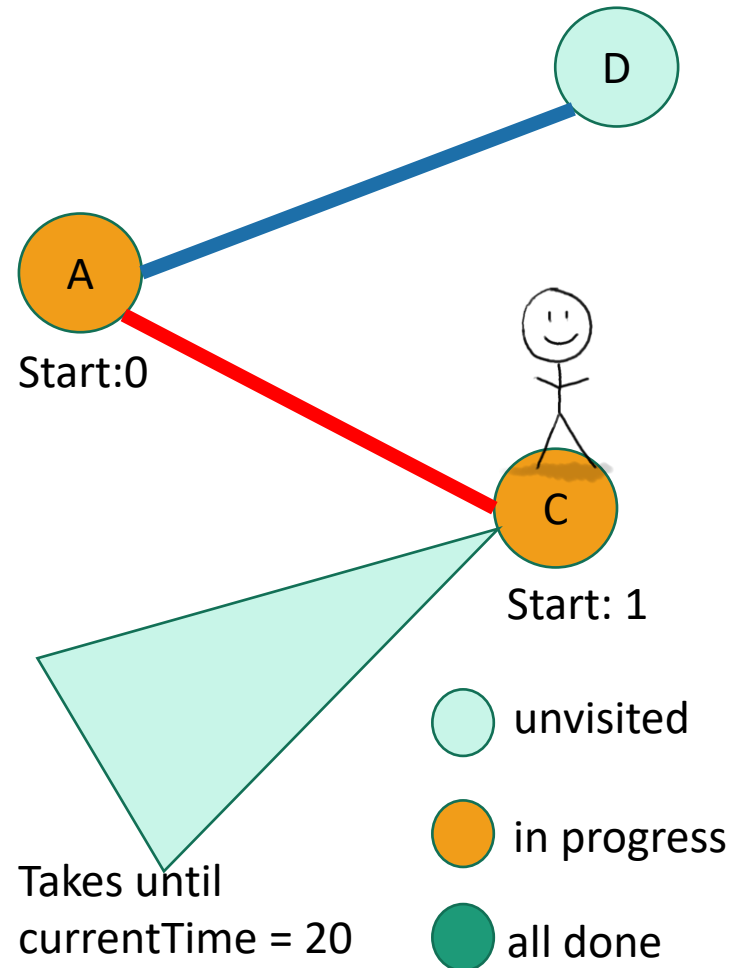 D
A
Start:0
C
Start: 1
unvisited
in progress
Takes until
currentTime = 20
all done